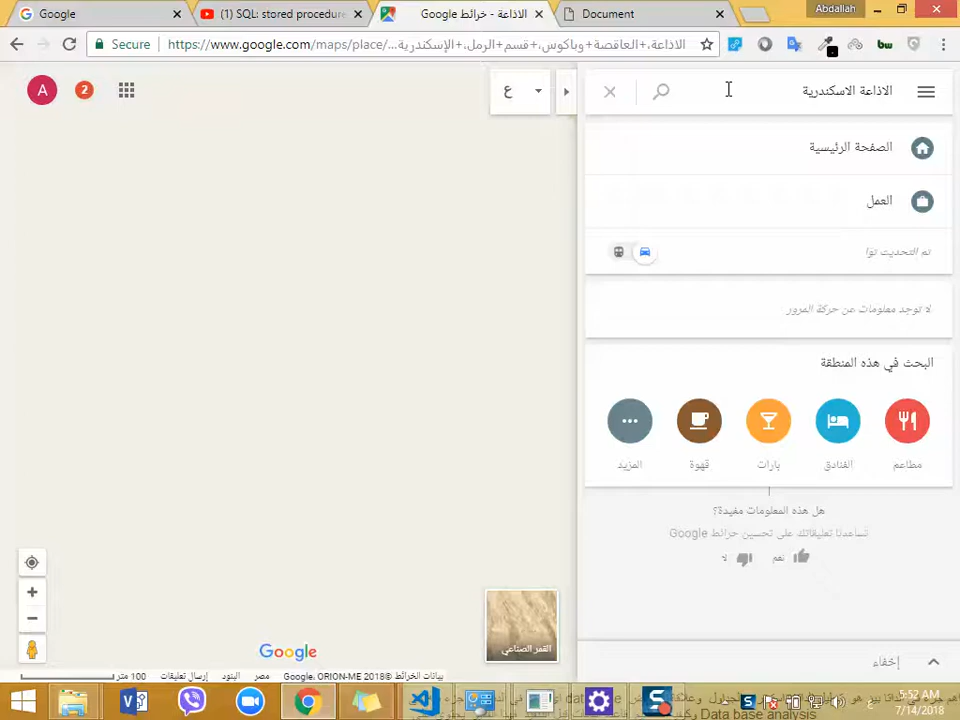 Google
(1) SQL: stored procedure
الاذاعة - خرائط Google
Document
Abdallah
Secure
https://www.google.com/maps/place/...الاذاعة،+العاقصة+وباكوس،+قسم+الرمل،+الإسكندرية
bw
A
2
ع
الاذاعة الاسكندرية
الصفحة الرئيسية
العمل
تم التحديث توًا
لا توجد معلومات عن حركة المرور
البحث في هذه المنطقة
مطاعم
الفنادق
بارات
قهوة
المزيد
هل هذه المعلومات مفيدة؟
تساعدنا تعليقاتك على تحسين خرائط Google
نعم
لا
إخفاء
القمر الصناعي
Google
بيانات الخرائط ©2018 Google، ORION-ME
مصر
البنود
إرسال تعليقات
100 متر
5:52 AM
7/14/2018
Data base analysis